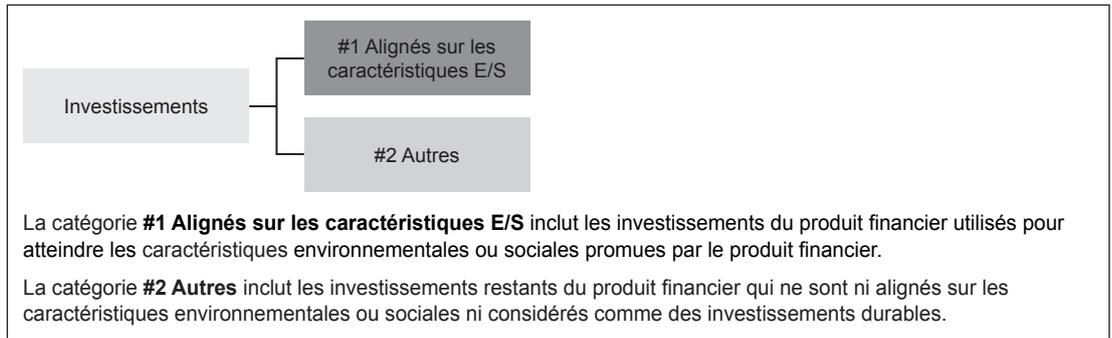 #1 Alignés sur les
caractéristiques E/S
Investissements
#2 Autres
La catégorie #1 Alignés sur les caractéristiques E/S inclut les investissements du produit financier utilisés pour
atteindre les caractéristiques environnementales ou sociales promues par le produit financier.
La catégorie #2 Autres inclut les investissements restants du produit financier qui ne sont ni alignés sur les
caractéristiques environnementales ou sociales ni considérés comme des investissements durables.